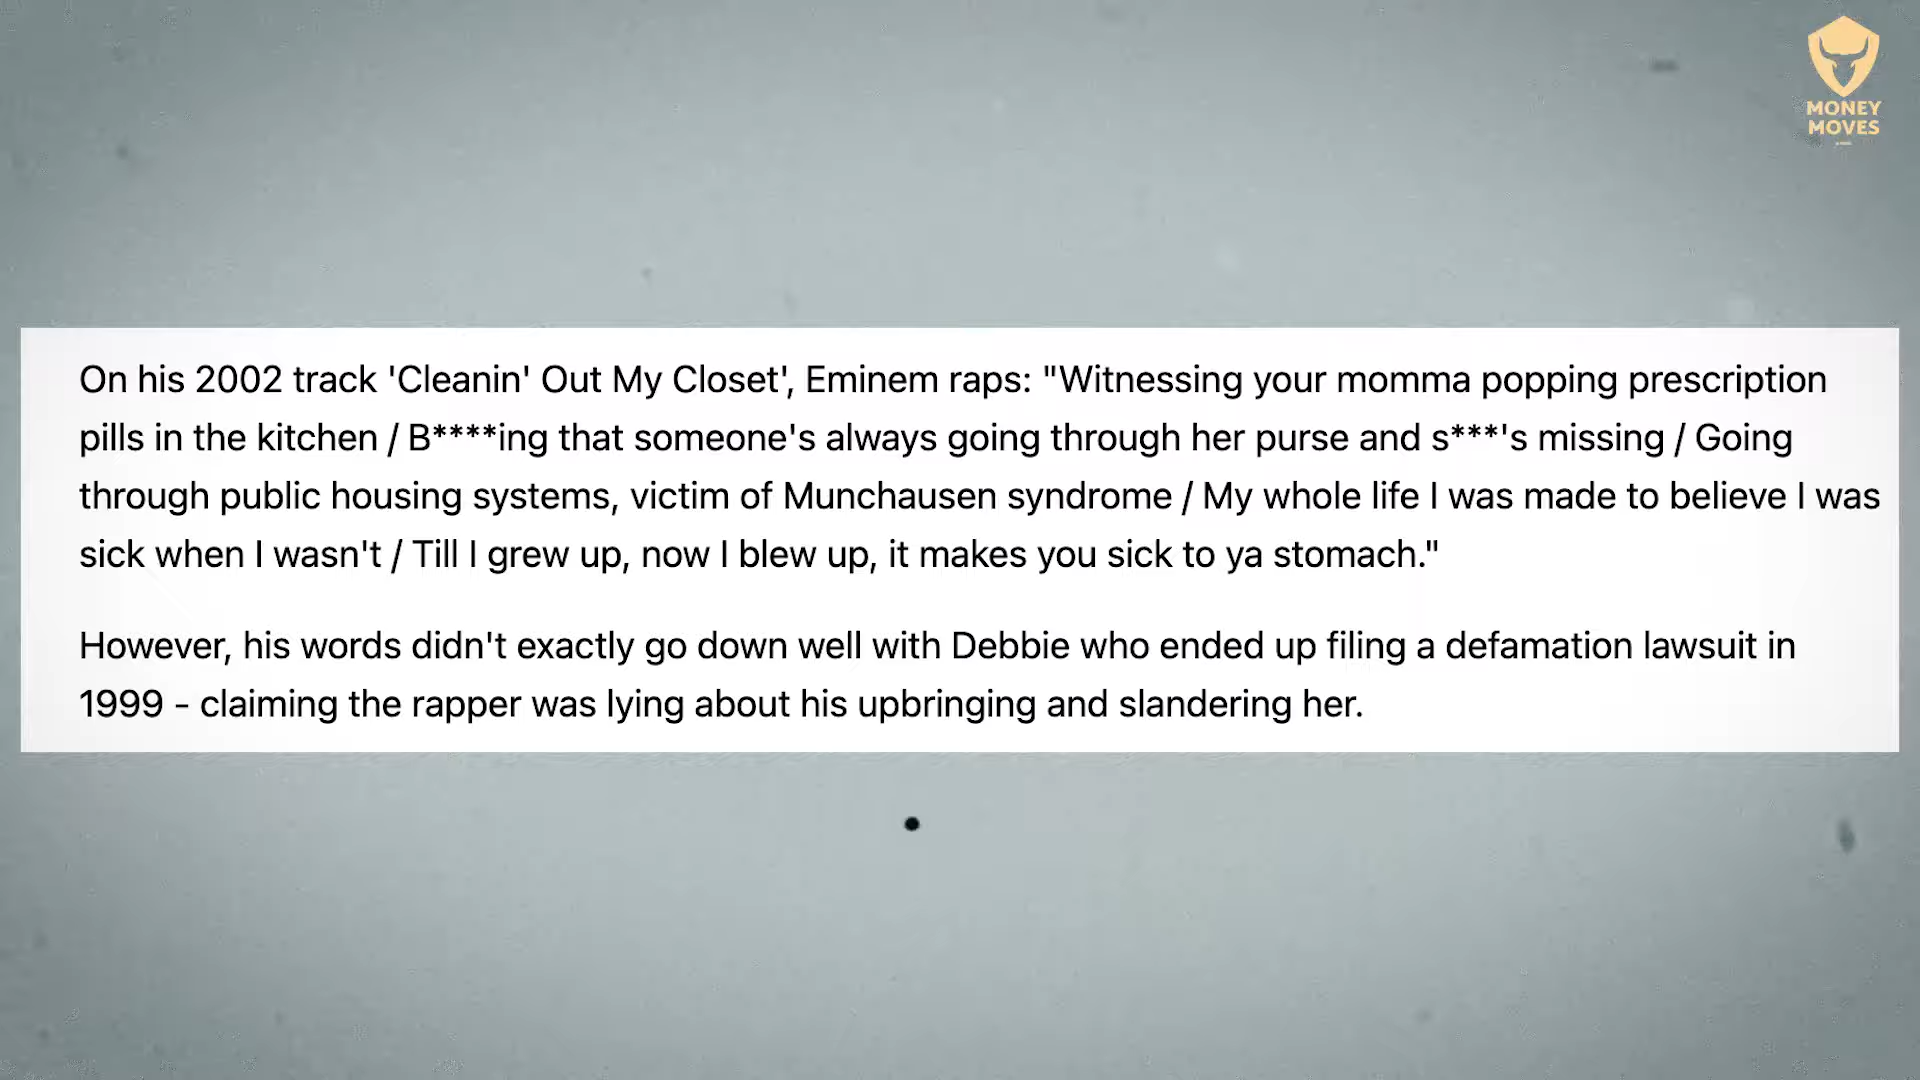 MONEY
MOVES
On his 2002 track 'Cleanin' Out My Closet', Eminem raps: "Witnessing your momma popping prescription
pills in the kitchen / B****ing that someone's always going through her purse and s***'s missing / Going
through public housing systems, victim of Munchausen syndrome / My whole life I was made to believe I was
sick when I wasn't / Till I grew up, now I blew up, it makes you sick to ya stomach."
However, his words didn't exactly go down well with Debbie who ended up filing a defamation lawsuit in
1999 - claiming the rapper was lying about his upbringing and slandering her.